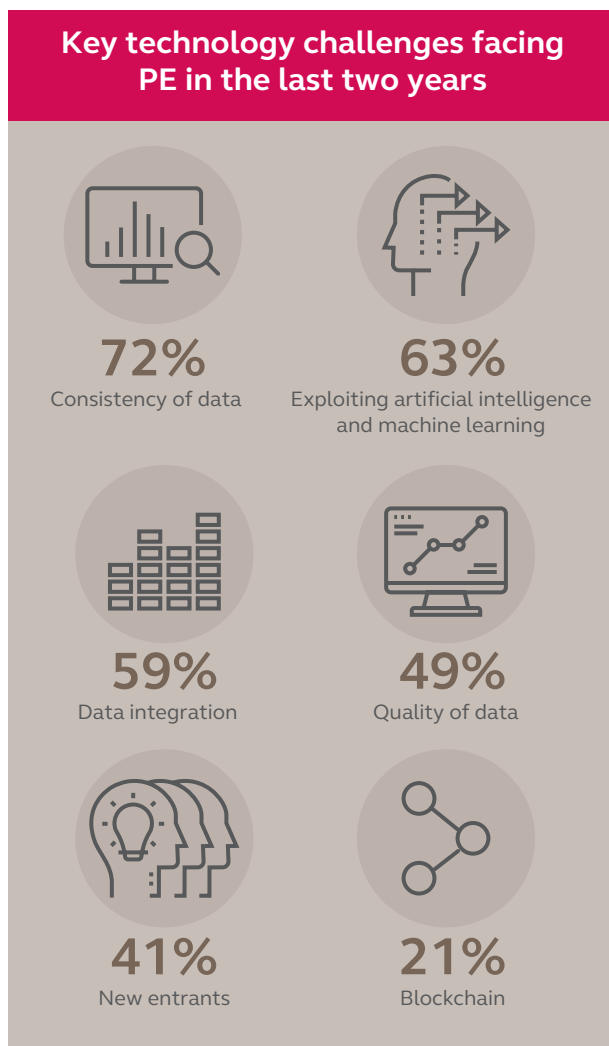 Key technology challenges facing
PE in the last two years
72%
Consistency of data
63%
Exploiting artificial intelligence
and machine learning
59%
Data integration
49%
Quality of data
41%
New entrants
21%
Blockchain